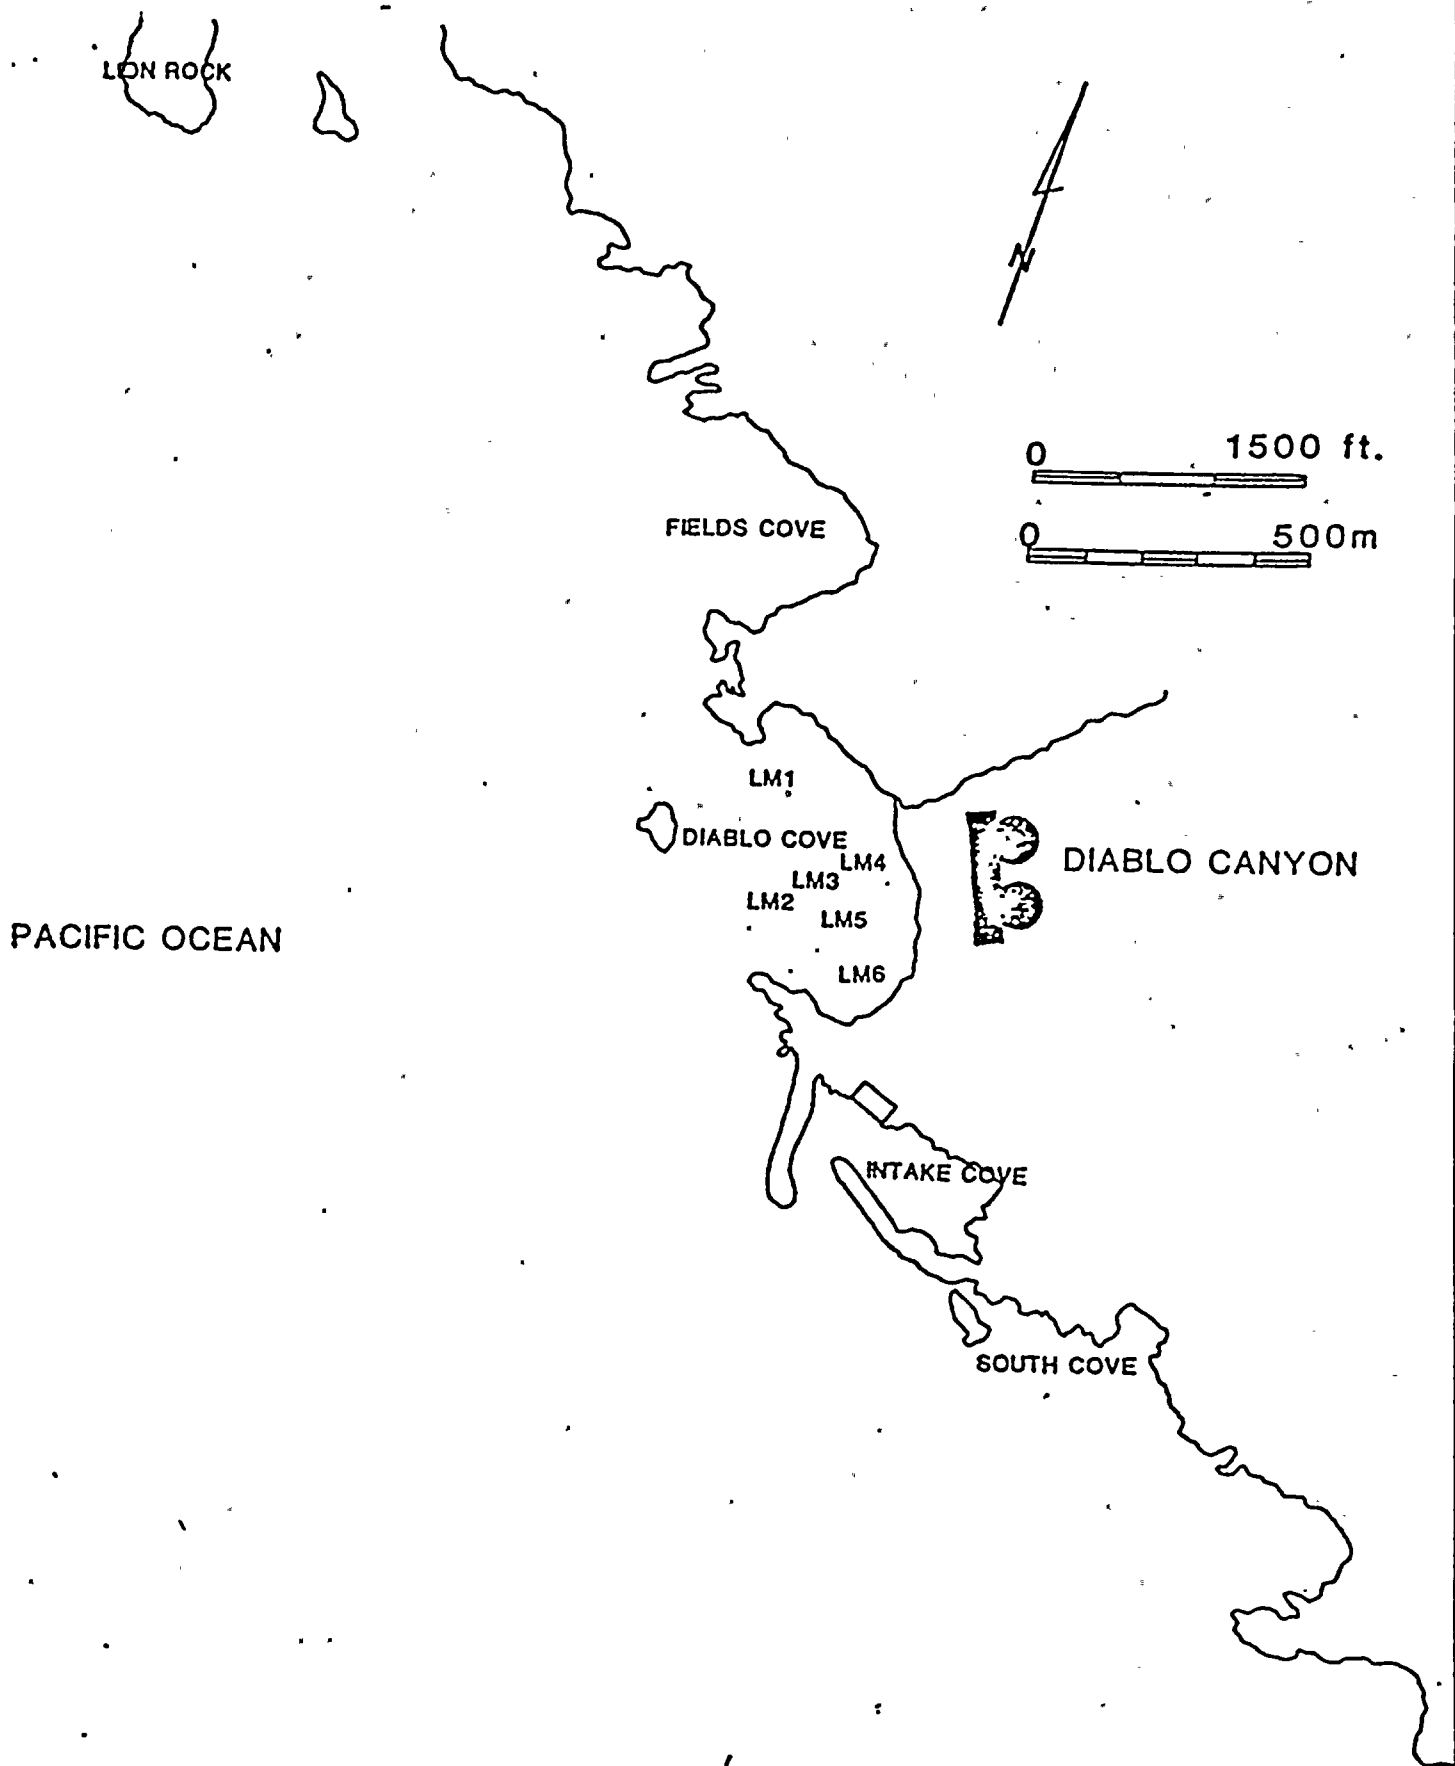 LION ROCK
N
0 1500 ft.
0 500m
FIELDS COVE
LM1
DIABLO COVE
LM4
DIABLO CANYON
LM3
LM2
LM5
PACIFIC OCEAN
LM6
INTAKE COVE
SOUTH COVE